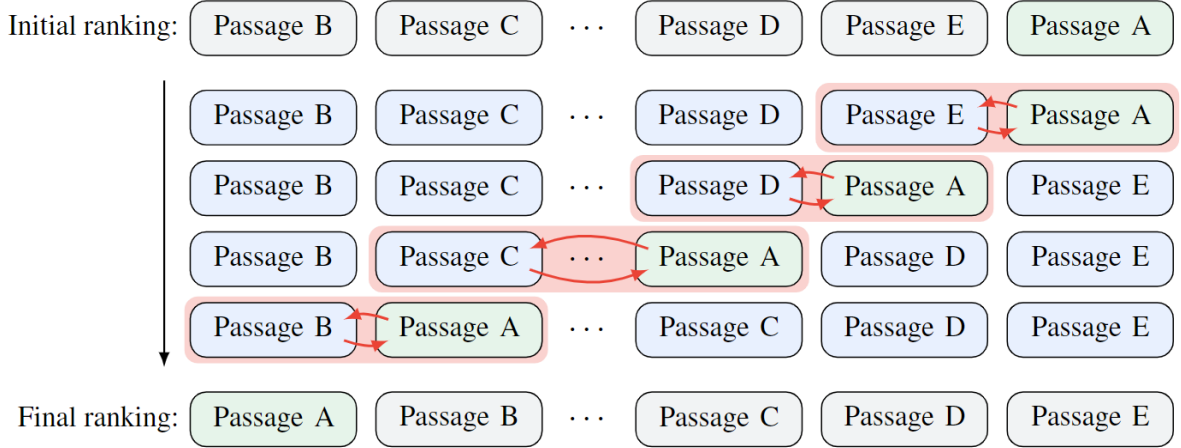 Initial ranking: Passage B Passage C ... Passage D Passage E Passage A
Passage B Passage C ... Passage D Passage E Passage A
Passage B Passage C ... Passage D Passage A Passage E
Passage B Passage C ... Passage A Passage D Passage E
Passage B Passage A ... Passage C Passage D Passage E
Final ranking: Passage A Passage B ... Passage C Passage D Passage E